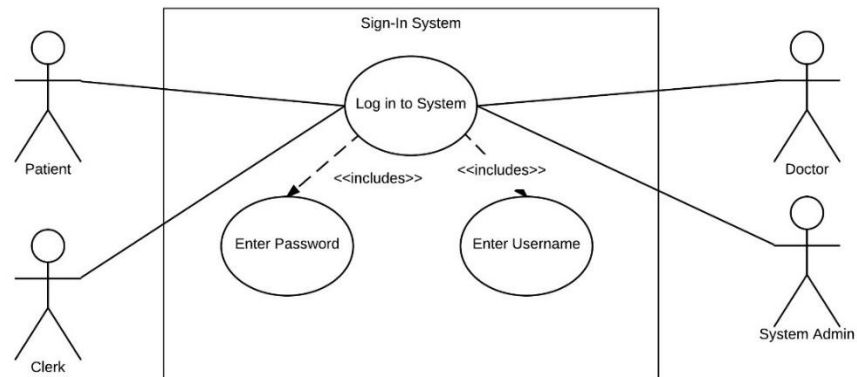 Sign-In System
Log in to System
Patient
Doctor
<<includes>>
<<includes>>
Enter Password
Enter Username
Clerk
System Admin